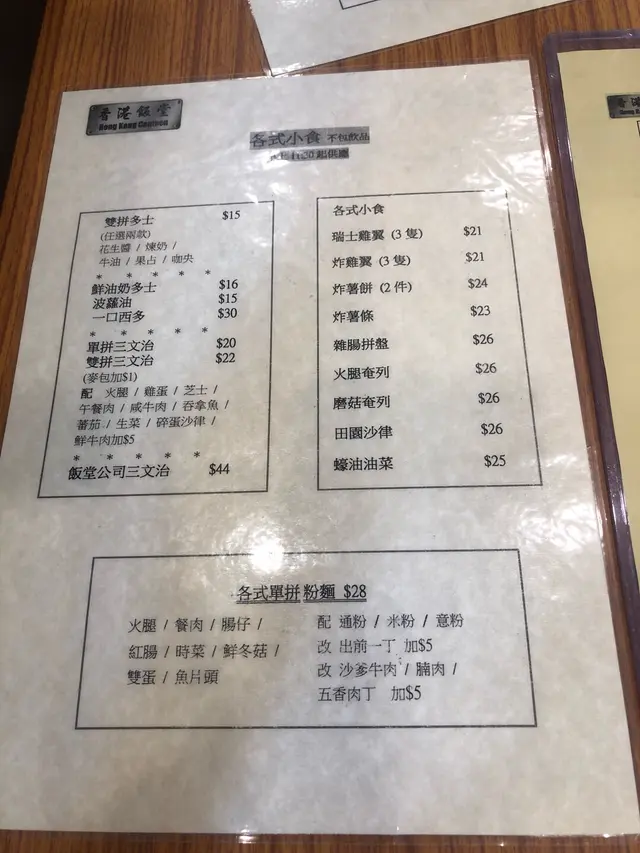 香港飯堂
Hong Kong Canteen
各式小食 不包飲品
起供應
雙拼多士 $15
(任選兩款)
花生醬 / 煉奶 /
牛油 / 果占 / 咖央
* * * * *
鮮油奶多士 $16
波蘿油 $15
一口西多 $30
* * * * *
單拼三文治 $20
雙拼三文治 $22
(麥包加$1)
配 火腿 / 雞蛋 / 芝士 /
午餐肉 / 咸牛肉 / 吞拿魚 /
蕃茄 / 生菜 / 碎蛋沙律 /
鮮牛肉加$5
* * * * *
飯堂公司三文治 $44
各式小食
瑞士雞翼 (3 隻) $21
炸雞翼 (3 隻) $21
炸薯餅 (2 件) $24
炸薯條 $23
雜腸拼盤 $26
火腿奄列 $26
磨菇奄列 $26
田園沙律 $26
蠔油油菜 $25
各式單拼粉麵 $28
火腿 / 餐肉 / 腸仔 /
紅腸 / 時菜 / 鮮冬菇 /
雙蛋 / 魚片頭
配 通粉 / 米粉 / 意粉
改 出前一丁 加$5
改 沙爹牛肉 / 腩肉 /
五香肉丁 加$5